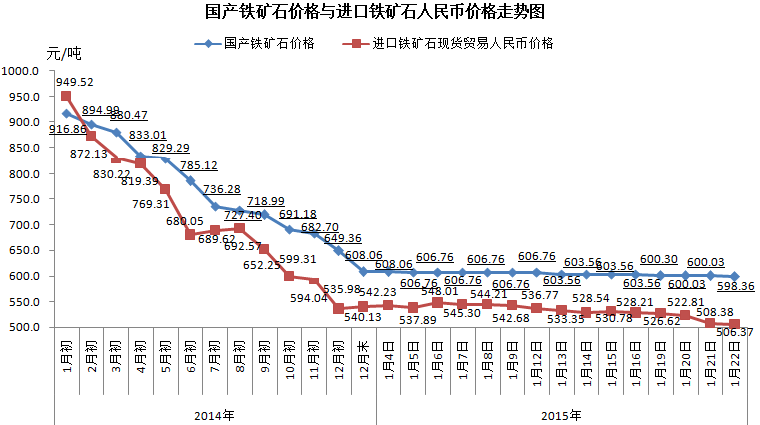 国产铁矿石价格与进口铁矿石人民币价格走势图
国产铁矿石价格 进口铁矿石现货贸易人民币价格
元/吨
1000.0
950.0
900.0
850.0
800.0
750.0
700.0
650.0
600.0
550.0
500.0
916.86 894.99 880.47 833.01 829.29 785.12 736.28 727.40 718.99 691.18 682.70 649.36 608.06 608.06 606.76 606.76 606.76 606.76 606.76 606.76 603.56 603.56 603.56 603.56 600.30 600.03 600.03 598.36
949.52 872.13 830.22 819.39 769.31 680.05 689.62 692.57 652.25 599.31 594.04 535.98 540.13 542.23 537.89 548.01 545.30 544.21 542.68 536.77 533.35 528.54 530.78 528.21 526.62 522.81 508.38 506.37
1月初 2月初 3月初 4月初 5月初 6月初 7月初 8月初 9月初 10月初 11月初 12月初 12月末 1月4日 1月5日 1月6日 1月7日 1月8日 1月9日 1月12日 1月13日 1月14日 1月15日 1月16日 1月19日 1月20日 1月21日 1月22日
2014年 2015年